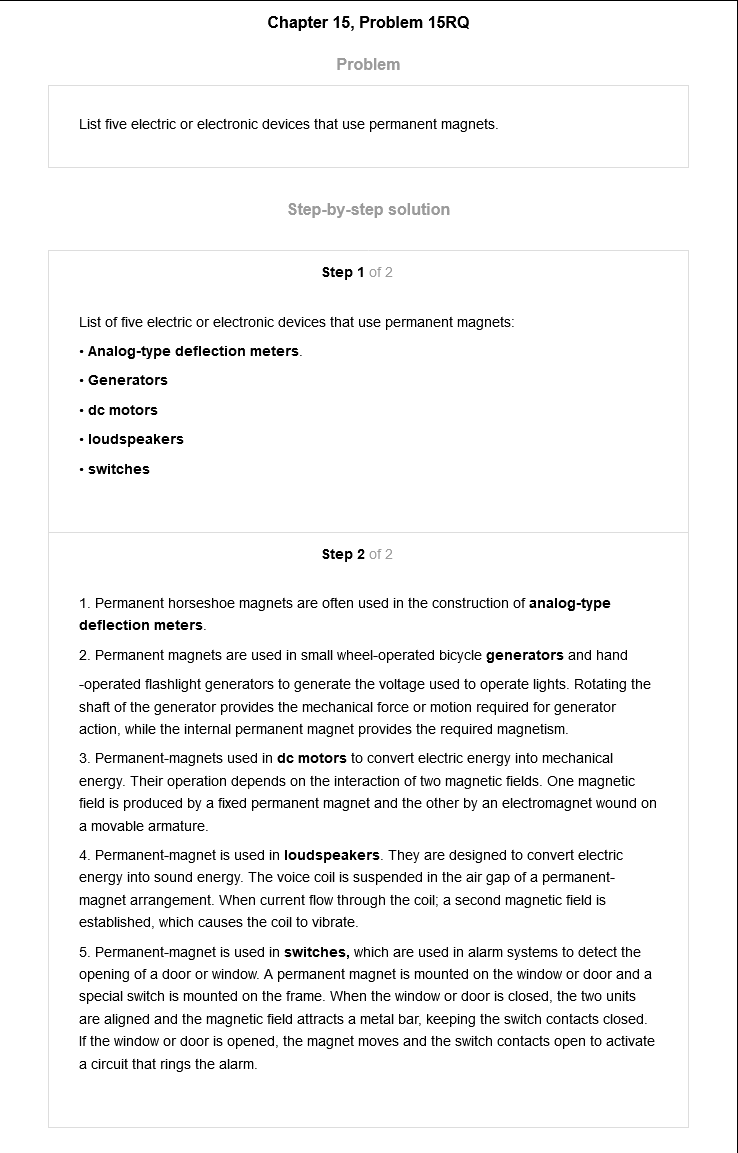 Chapter 15, Problem 15RQ
Problem
List five electric or electronic devices that use permanent magnets.
Step-by-step solution
Step 1 of 2
List of five electric or electronic devices that use permanent magnets:
• Analog-type deflection meters.
• Generators
• dc motors
• loudspeakers
• switches
Step 2 of 2
1. Permanent horseshoe magnets are often used in the construction of analog-type
deflection meters.
2. Permanent magnets are used in small wheel-operated bicycle generators and hand
-operated flashlight generators to generate the voltage used to operate lights. Rotating the
shaft of the generator provides the mechanical force or motion required for generator
action, while the internal permanent magnet provides the required magnetism.
3. Permanent-magnets used in dc motors to convert electric energy into mechanical
energy. Their operation depends on the interaction of two magnetic fields. One magnetic
field is produced by a fixed permanent magnet and the other by an electromagnet wound on
a movable armature.
4. Permanent-magnet is used in loudspeakers. They are designed to convert electric
energy into sound energy. The voice coil is suspended in the air gap of a permanent-
magnet arrangement. When current flow through the coil; a second magnetic field is
established, which causes the coil to vibrate.
5. Permanent-magnet is used in switches, which are used in alarm systems to detect the
opening of a door or window. A permanent magnet is mounted on the window or door and a
special switch is mounted on the frame. When the window or door is closed, the two units
are aligned and the magnetic field attracts a metal bar, keeping the switch contacts closed.
If the window or door is opened, the magnet moves and the switch contacts open to activate
a circuit that rings the alarm.